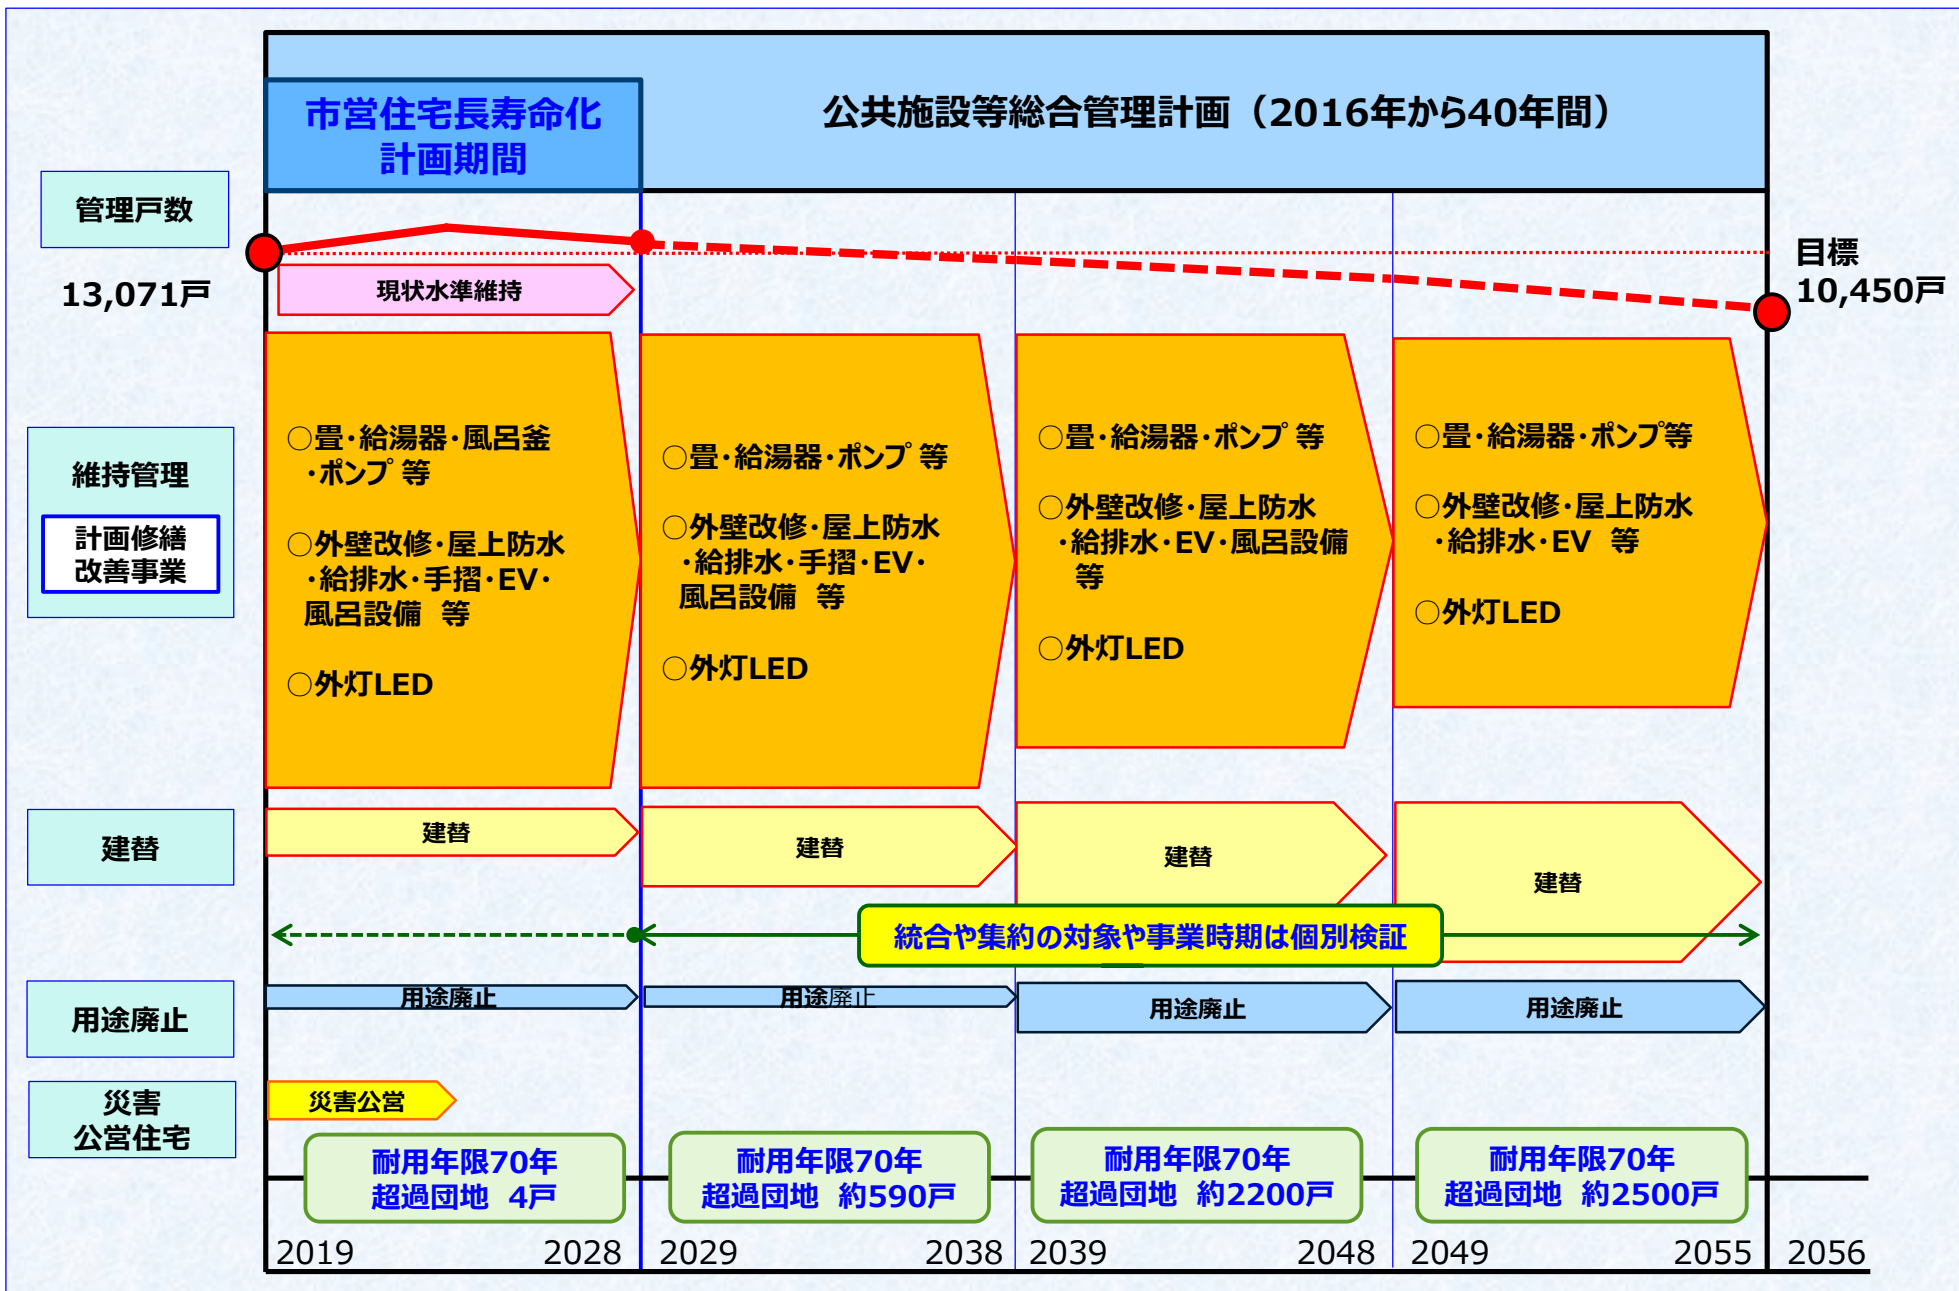 市営住宅長寿命化
計画期間
公共施設等総合管理計画（2016年から40年間）
管理戸数
13,071戸
現状水準維持
目標
10,450戸
維持管理
計画修繕
改善事業
○畳・給湯器・風呂釜
・ポンプ 等
○外壁改修・屋上防水
・給排水・手摺・EV・
風呂設備 等
○外灯LED
○畳・給湯器・ポンプ 等
○外壁改修・屋上防水
・給排水・手摺・EV・
風呂設備 等
○外灯LED
○畳・給湯器・ポンプ 等
○外壁改修・屋上防水
・給排水・EV・風呂設備
等
○外灯LED
○畳・給湯器・ポンプ等
○外壁改修・屋上防水
・給排水・EV 等
○外灯LED
建替
建替
建替
建替
建替
統合や集約の対象や事業時期は個別検証
用途廃止
用途廃止
用途廃止
用途廃止
用途廃止
災害
公営住宅
災害公営
耐用年限70年
超過団地 4戸
耐用年限70年
超過団地 約590戸
耐用年限70年
超過団地 約2200戸
耐用年限70年
超過団地 約2500戸
2019 2028 2029 2038 2039 2048 2049 2055 2056